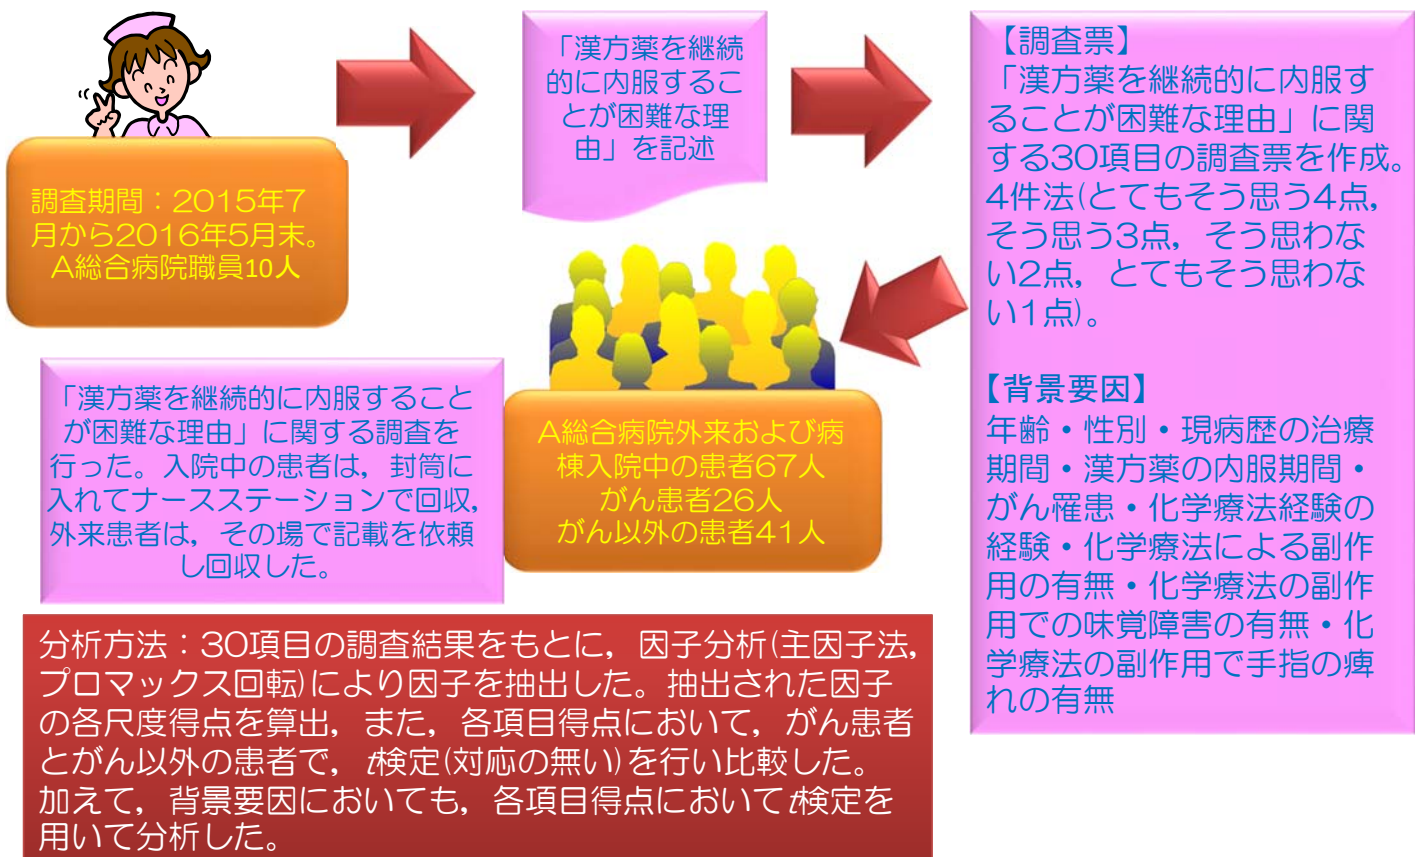 調査期間：2015年7
月から2016年5月末。
A総合病院職員10人
「漢方薬を継続
的に内服するこ
とが困難な理
由」を記述
【調査票】
「漢方薬を継続的に内服す
ることが困難な理由」に関
する30項目の調査票を作成。
4件法(とてもそう思う4点，
そう思う3点，そう思わな
い2点，とてもそう思わな
い1点)。
【背景要因】
年齢・性別・現病歴の治療
期間・漢方薬の内服期間・
がん罹患・化学療法経験の
経験・化学療法による副作
用の有無・化学療法の副作
用での味覚障害の有無・化
学療法の副作用で手指の痺
れの有無
A総合病院外来および病
棟入院中の患者67人
がん患者26人
がん以外の患者41人
「漢方薬を継続的に内服すること
が困難な理由」に関する調査を
行った。入院中の患者は，封筒に
入れてナースステーションで回収，
外来患者は，その場で記載を依頼
し回収した。
分析方法：30項目の調査結果をもとに，因子分析(主因子法，
プロマックス回転)により因子を抽出した。抽出された因子
の各尺度得点を算出，また，各項目得点において，がん患者
とがん以外の患者で，t検定(対応の無い)を行い比較した。
加えて，背景要因においても，各項目得点においてt検定を
用いて分析した。